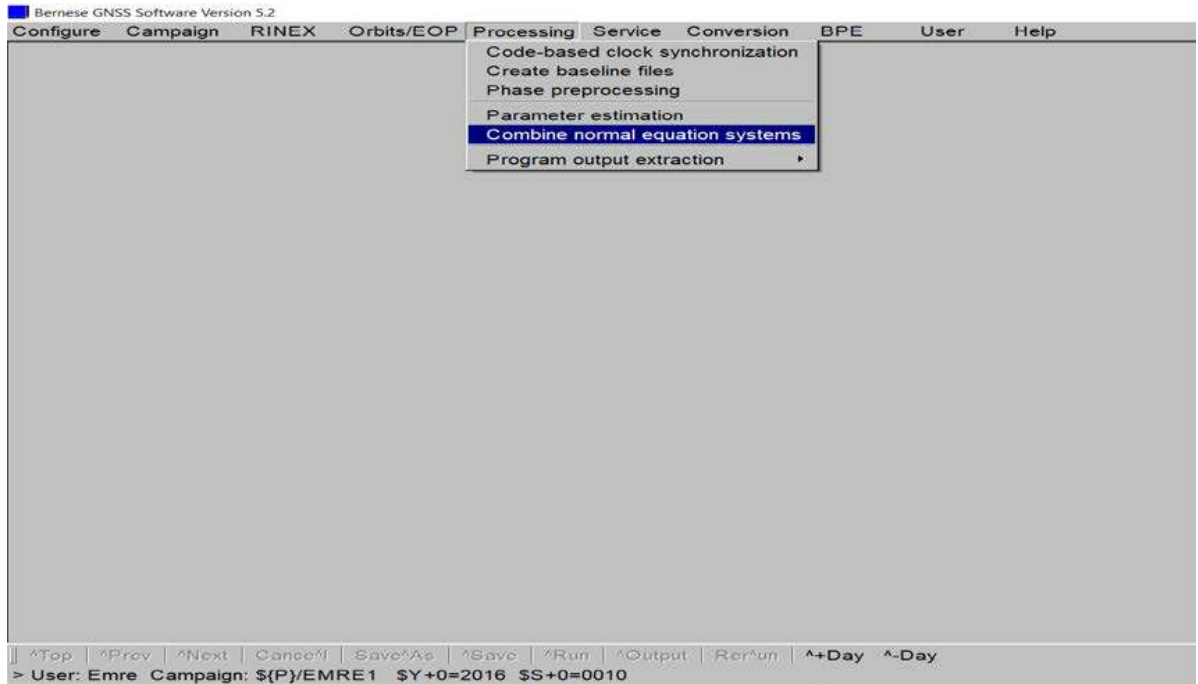 Bernese GNSS Software Version 5.2
Configure Campaign RINEX Orbits/EOP Processing Service Conversion BPE User Help
Code-based clock synchronization
Create baseline files
Phase preprocessing
Parameter estimation
Combine normal equation systems
Program output extraction
^Top | ^Prev | ^Next | Cance^l | Save^As | ^Save | ^Run | ^Output | Rer^un | ^+Day ^-Day
> User: Emre Campaign: ${P}/EMRE1 $Y+0=2016 $S+0=0010